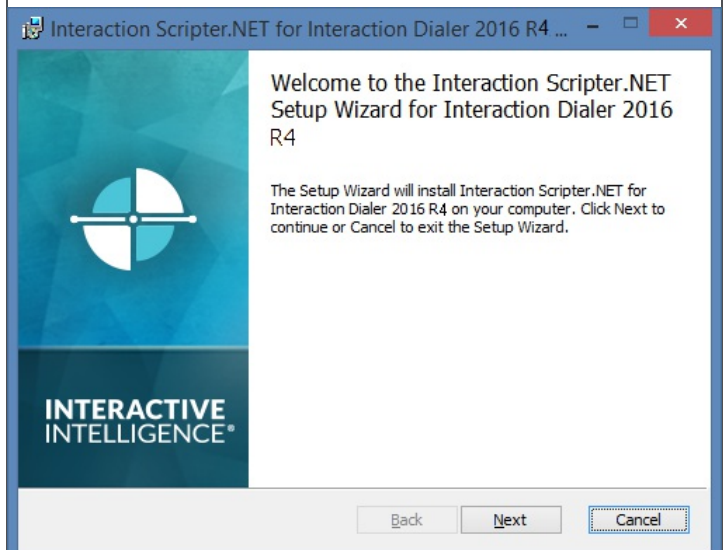 Interaction Scripter.NET for Interaction Dialer 2016 R4 ...
Welcome to the Interaction Scripter.NET
Setup Wizard for Interaction Dialer 2016
R4
The Setup Wizard will install Interaction Scripter.NET for
Interaction Dialer 2016 R4 on your computer. Click Next to
continue or Cancel to exit the Setup Wizard.
INTERACTIVE
INTELLIGENCE®
Back Next Cancel